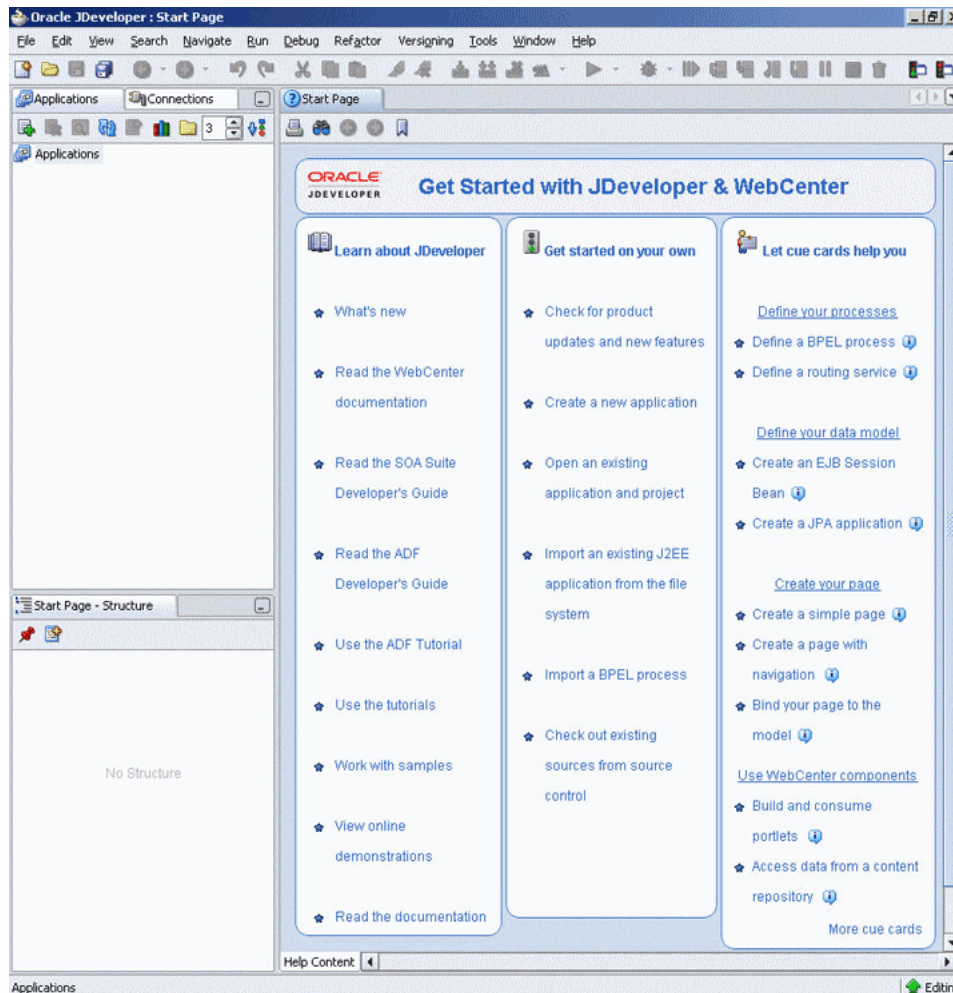 Oracle JDeveloper : Start Page
File Edit View Search Navigate Run Debug Refactor Versioning Tools Window Help
Applications Connections
3
Applications
Start Page
ORACLE
JDEVELOPER
Get Started with JDeveloper & WebCenter
Learn about JDeveloper
What's new
Read the WebCenter
documentation
Read the SOA Suite
Developer's Guide
Read the ADF
Developer's Guide
Use the ADF Tutorial
Use the tutorials
Work with samples
View online
demonstrations
Read the documentation
Get started on your own
Check for product
updates and new features
Create a new application
Open an existing
application and project
Import an existing J2EE
application from the file
system
Import a BPEL process
Check out existing
sources from source
control
Let cue cards help you
Define your processes
Define a BPEL process
Define a routing service
Define your data model
Create an EJB Session
Bean
Create a JPA application
Create your page
Create a simple page
Create a page with
navigation
Bind your page to the
model
Use WebCenter components
Build and consume
portlets
Access data from a content
repository
More cue cards
Start Page - Structure
No Structure
Help Content
Applications
Editin